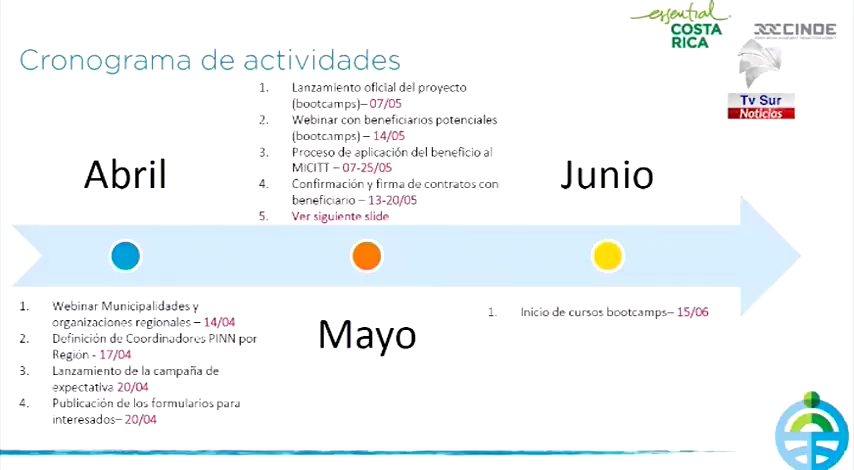 essential
COSTA
RICA
CINDE
Tv Sur
Noticias
Cronograma de actividades
1. Lanzamiento oficial del proyecto
(bootcamps)– 07/05
2. Webinar con beneficiarios potenciales
(bootcamps) – 14/05
3. Proceso de aplicación del beneficio al
MICITT – 07-25/05
4. Confirmación y firma de contratos con
beneficiario – 13-20/05
5. Ver siguiente slide
Abril
Junio
1. Webinar Municipalidades y
organizaciones regionales – 14/04
2. Definición de Coordinadores PINN por
Región - 17/04
3. Lanzamiento de la campaña de
expectativa 20/04
4. Publicación de los formularios para
interesados– 20/04
Mayo
1. Inicio de cursos bootcamps– 15/06